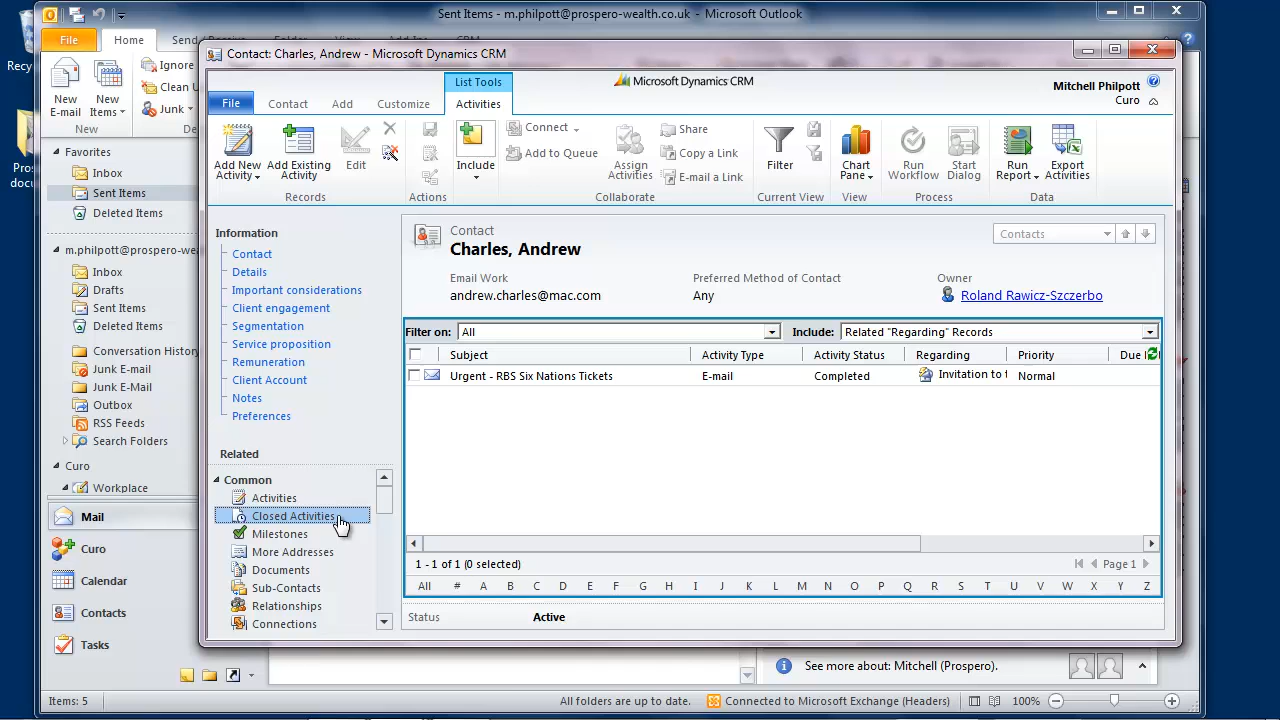 Sent Items - m.philpott@prospero-wealth.co.uk - Microsoft Outlook
File
Home
Recy
Pros
docu
Ignore
Clean U
Junk
New
E-mail
New
Items
New
De
Favorites
Inbox
Sent Items
Deleted Items
m.philpott@prospero-wea
Inbox
Drafts
Sent Items
Deleted Items
Conversation History
Junk E-mail
Junk E-Mail
Outbox
RSS Feeds
Search Folders
Curo
Workplace
Mail
Curo
Calendar
Contacts
Tasks
Contact: Charles, Andrew - Microsoft Dynamics CRM
List Tools
Microsoft Dynamics CRM
Mitchell Philpott
Curo
File
Contact
Add
Customize
Activities
Add New
Activity
Add Existing
Activity
Edit
Records
Actions
Include
Connect
Add to Queue
Assign
Activities
Share
Copy a Link
E-mail a Link
Collaborate
Filter
Current View
Chart
Pane
View
Run
Workflow
Start
Dialog
Process
Run
Report
Export
Activities
Data
Information
Contact
Details
Important considerations
Client engagement
Segmentation
Service proposition
Remuneration
Client Account
Notes
Preferences
Related
Common
Activities
Closed Activities
Milestones
More Addresses
Documents
Sub-Contacts
Relationships
Connections
Contact
Charles, Andrew
Contacts
Email Work
Preferred Method of Contact
Owner
andrew.charles@mac.com
Any
Roland Rawicz-Szczerbo
Filter on: All
Include: Related "Regarding" Records
Subject Activity Type Activity Status Regarding Priority Due
Urgent - RBS Six Nations Tickets E-mail Completed Invitation to t Normal
1 - 1 of 1 (0 selected)
Page 1
All # A B C D E F G H I J K L M N O P Q R S T U V W X Y Z
Status Active
See more about: Mitchell (Prospero).
Items: 5
All folders are up to date.
Connected to Microsoft Exchange (Headers)
100%